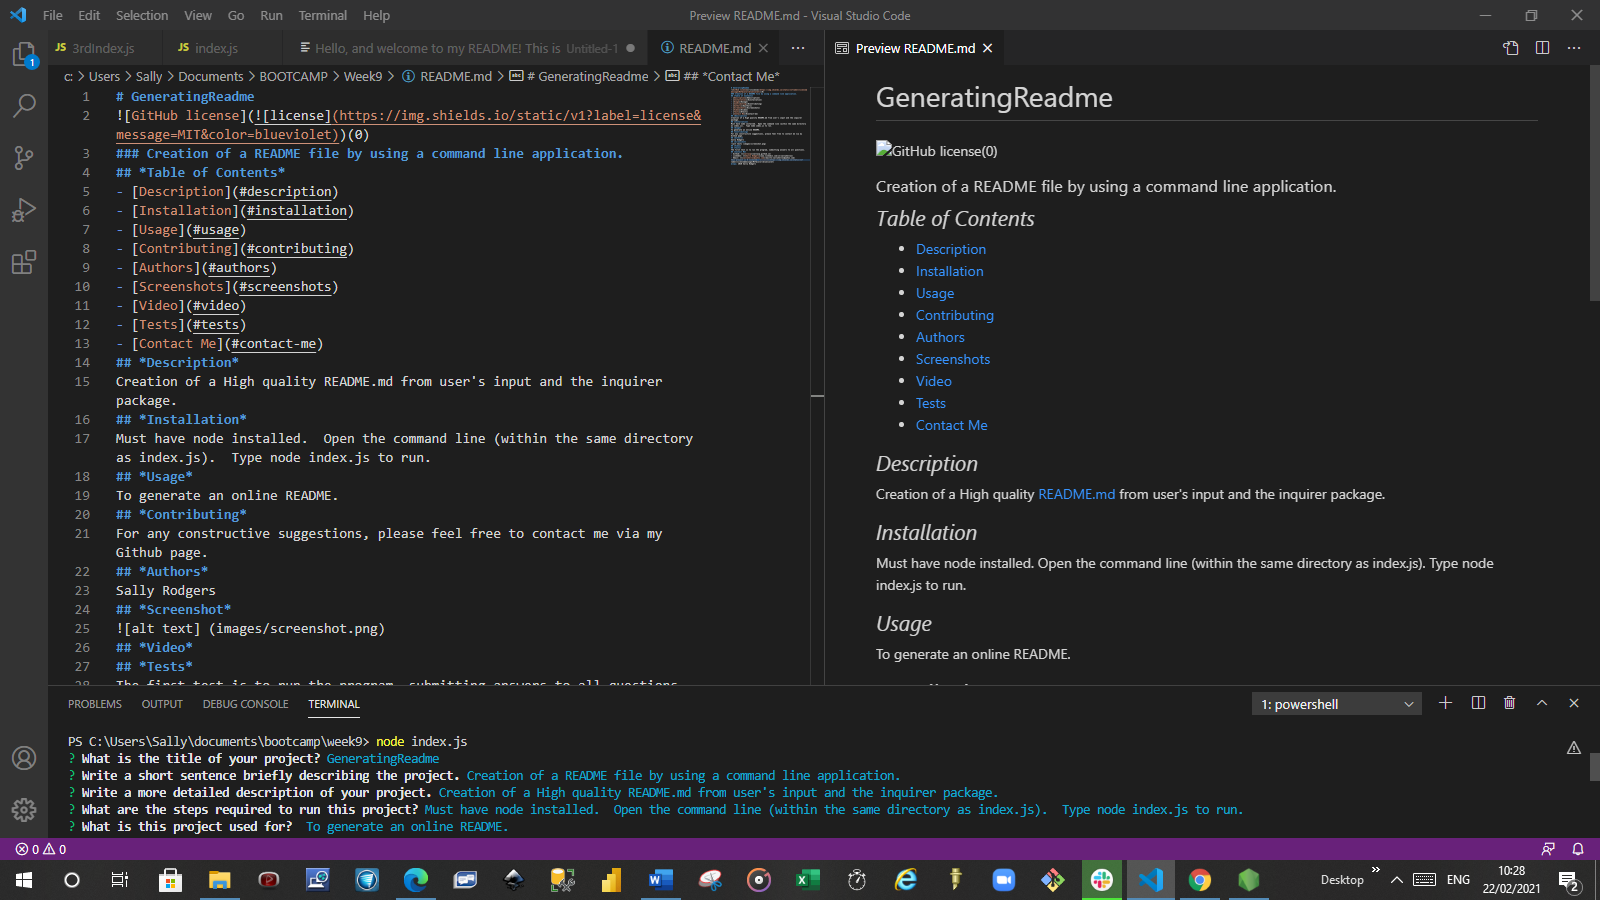 File Edit Selection View Go Run Terminal Help
Preview README.md - Visual Studio Code
JS 3rdIndex.js
JS index.js
Hello, and welcome to my README! This is Untitled-1
README.md
Preview README.md
c: > Users > Sally > Documents > BOOTCAMP > Week9 > README.md > # GeneratingReadme > ## *Contact Me*
1 # GeneratingReadme
2 ![GitHub license](![license](https://img.shields.io/static/v1?label=license&
message=MIT&color=blueviolet))(0)
3 ### Creation of a README file by using a command line application.
4 ## *Table of Contents*
5 - [Description](#description)
6 - [Installation](#installation)
7 - [Usage](#usage)
8 - [Contributing](#contributing)
9 - [Authors](#authors)
10 - [Screenshots](#screenshots)
11 - [Video](#video)
12 - [Tests](#tests)
13 - [Contact Me](#contact-me)
14 ## *Description*
15 Creation of a High quality README.md from user's input and the inquirer
package.
16 ## *Installation*
17 Must have node installed.  Open the command line (within the same directory
as index.js).  Type node index.js to run.
18 ## *Usage*
19 To generate an online README.
20 ## *Contributing*
21 For any constructive suggestions, please feel free to contact me via my
Github page.
22 ## *Authors*
23 Sally Rodgers
24 ## *Screenshot*
25 ![alt text] (images/screenshot.png)
26 ## *Video*
27 ## *Tests*
28 The first test is to run the program, submitting answers to all questions
GeneratingReadme
GitHub license(0)
Creation of a README file by using a command line application.
Table of Contents
• Description
• Installation
• Usage
• Contributing
• Authors
• Screenshots
• Video
• Tests
• Contact Me
Description
Creation of a High quality README.md from user's input and the inquirer package.
Installation
Must have node installed. Open the command line (within the same directory as index.js). Type node
index.js to run.
Usage
To generate an online README.
PROBLEMS OUTPUT DEBUG CONSOLE TERMINAL
1: powershell
PS C:\Users\Sally\documents\bootcamp\week9> node index.js
? What is the title of your project? GeneratingReadme
? Write a short sentence briefly describing the project. Creation of a README file by using a command line application.
? Write a more detailed description of your project. Creation of a High quality README.md from user's input and the inquirer package.
? What are the steps required to run this project? Must have node installed.  Open the command line (within the same directory as index.js).  Type node index.js to run.
? What is this project used for?  To generate an online README.
0 0
1
Desktop
ENG
10:28
22/02/2021
2